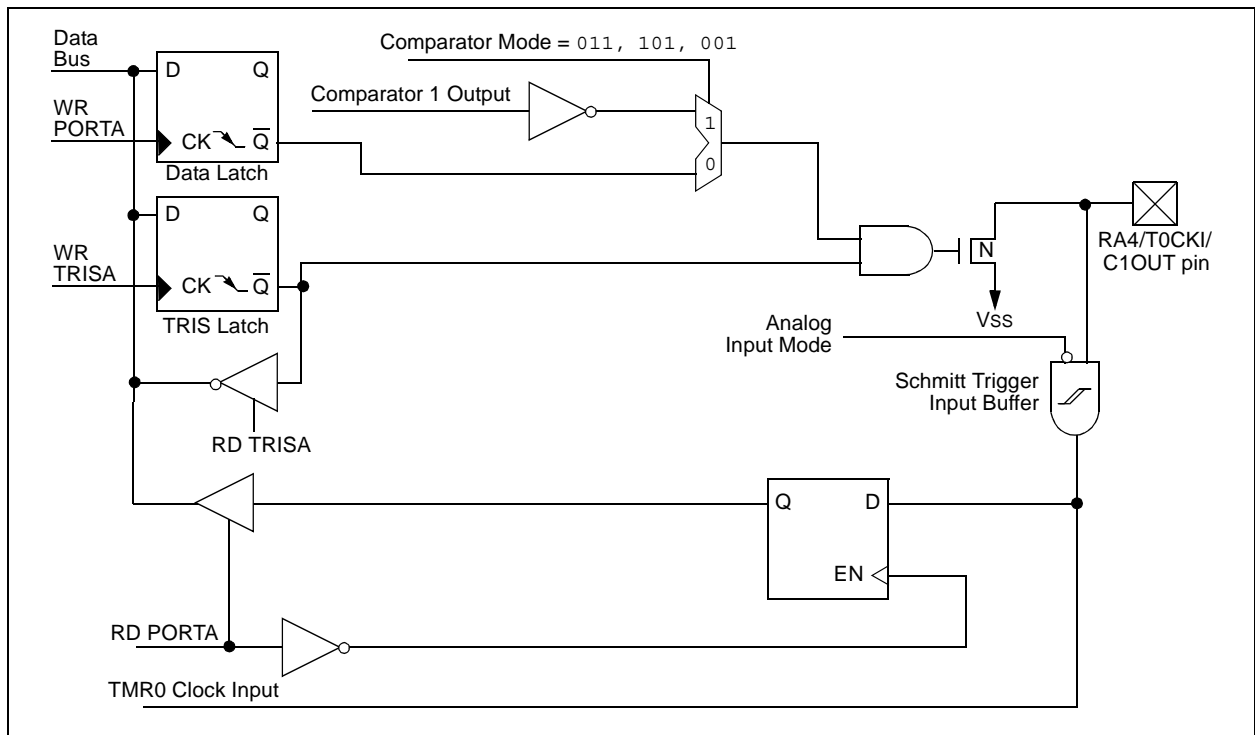 Data
Bus
Comparator Mode = 011, 101, 001
D Q
Comparator 1 Output
WR
PORTA
1
CK Q̅
0
Data Latch
D Q
RA4/T0CKI/
C1OUT pin
N
WR
TRISA
CK Q̅
VSS
TRIS Latch
Analog
Input Mode
Schmitt Trigger
Input Buffer
RD TRISA
Q D
EN
RD PORTA
TMR0 Clock Input